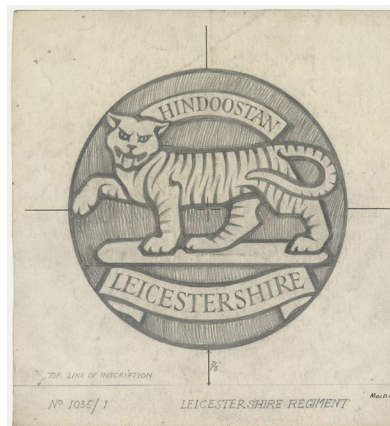 HINDOOSTAN
LEICESTERSHIRE
TOP LINE OF INSCRIPTION
Nº 1035/1
LEICESTERSHIRE REGIMENT